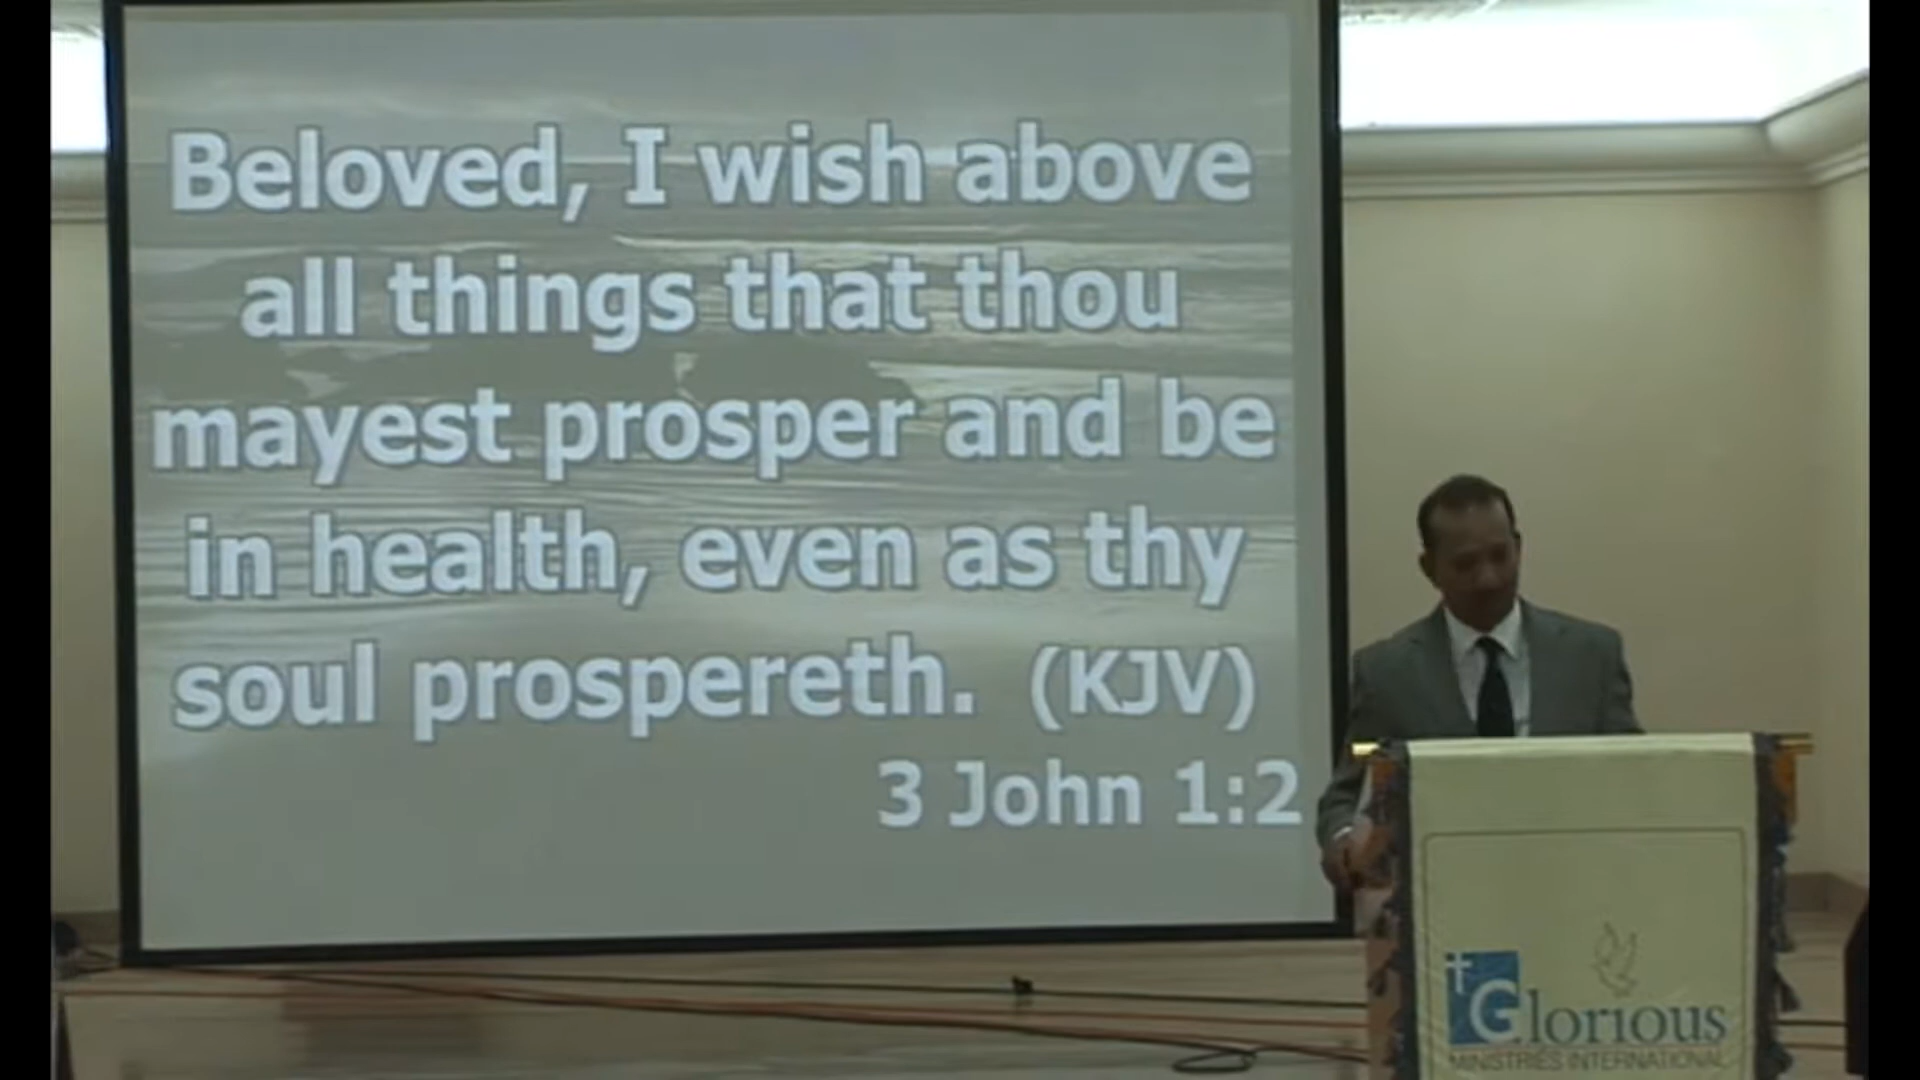 Beloved, I wish above
all things that thou
mayest prosper and be
in health, even as thy
soul prospereth. (KJV)
3 John 1:2
Glorious
MINISTRIES INTERNATIONAL